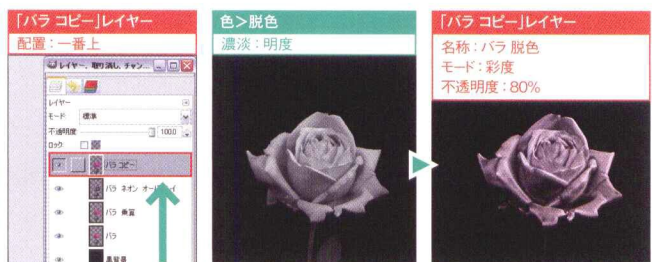 「バラ コピー」レイヤー
配置：一番上
レイヤー、取り消し、チャン...
レイヤー
モード 標準
不透明度 100.0
ロック:
バラ コピー
バラ ネオン オーバーレイ
バラ 乗算
バラ
黒背景
色＞脱色
濃淡：明度
「バラ コピー」レイヤー
名称：バラ 脱色
モード：彩度
不透明度：80%